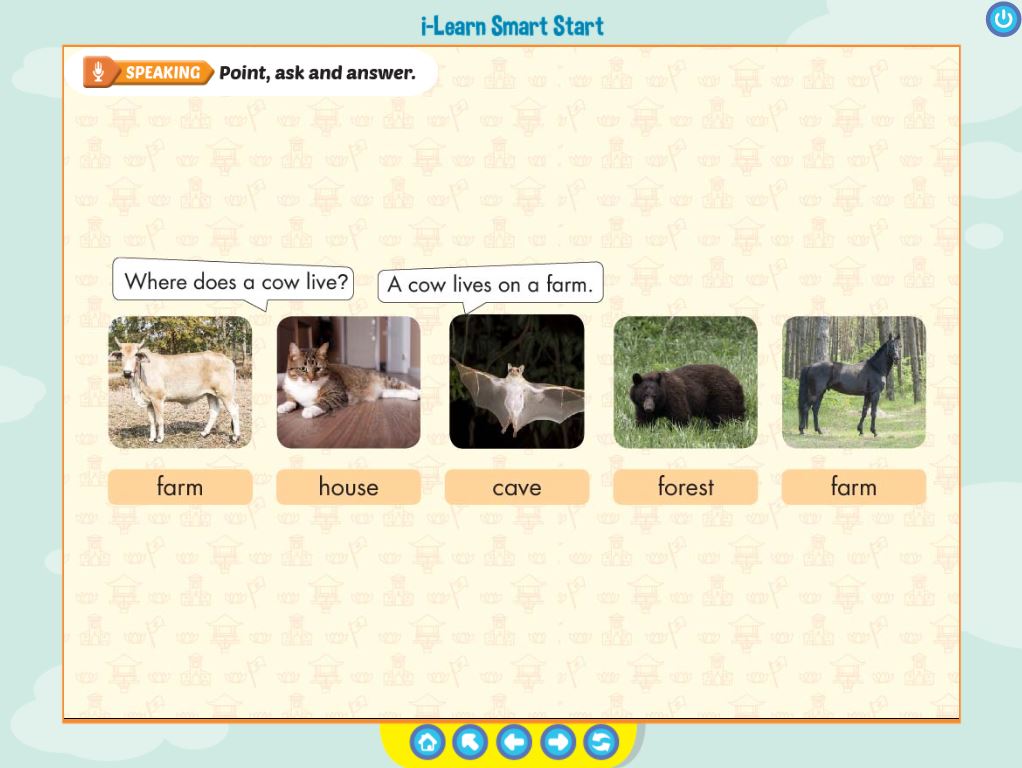 i-Learn Smart Start
SPEAKING Point, ask and answer.
Where does a cow live?
A cow lives on a farm.
farm
house
cave
forest
farm